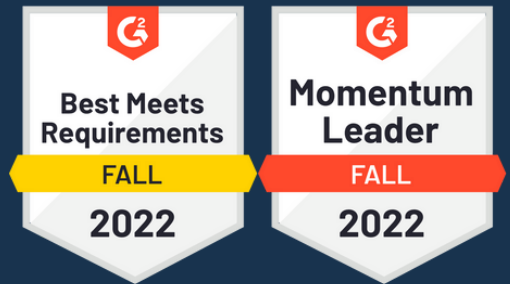 G2
Best Meets
Requirements
FALL
2022
G2
Momentum
Leader
FALL
2022